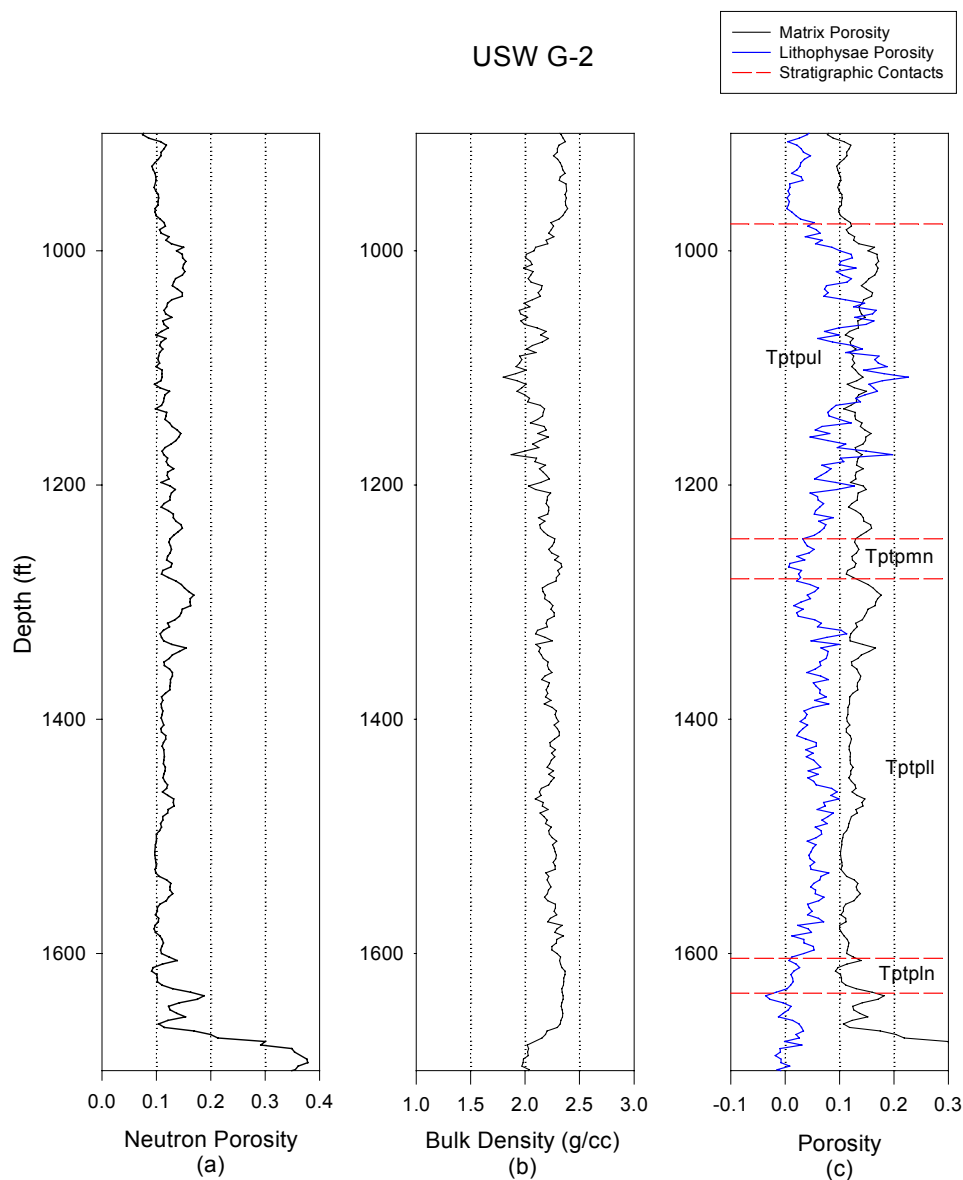 USW G-2
Matrix Porosity
Lithophysae Porosity
Stratigraphic Contacts
Depth (ft)
1000
1200
1400
1600
0.0 0.1 0.2 0.3 0.4
Neutron Porosity
(a)
1000
1200
1400
1600
1.0 1.5 2.0 2.5 3.0
Bulk Density (g/cc)
(b)
1000
1200
1400
1600
Tptpul
Tptpmn
Tptpll
Tptpln
-0.1 0.0 0.1 0.2 0.3
Porosity
(c)